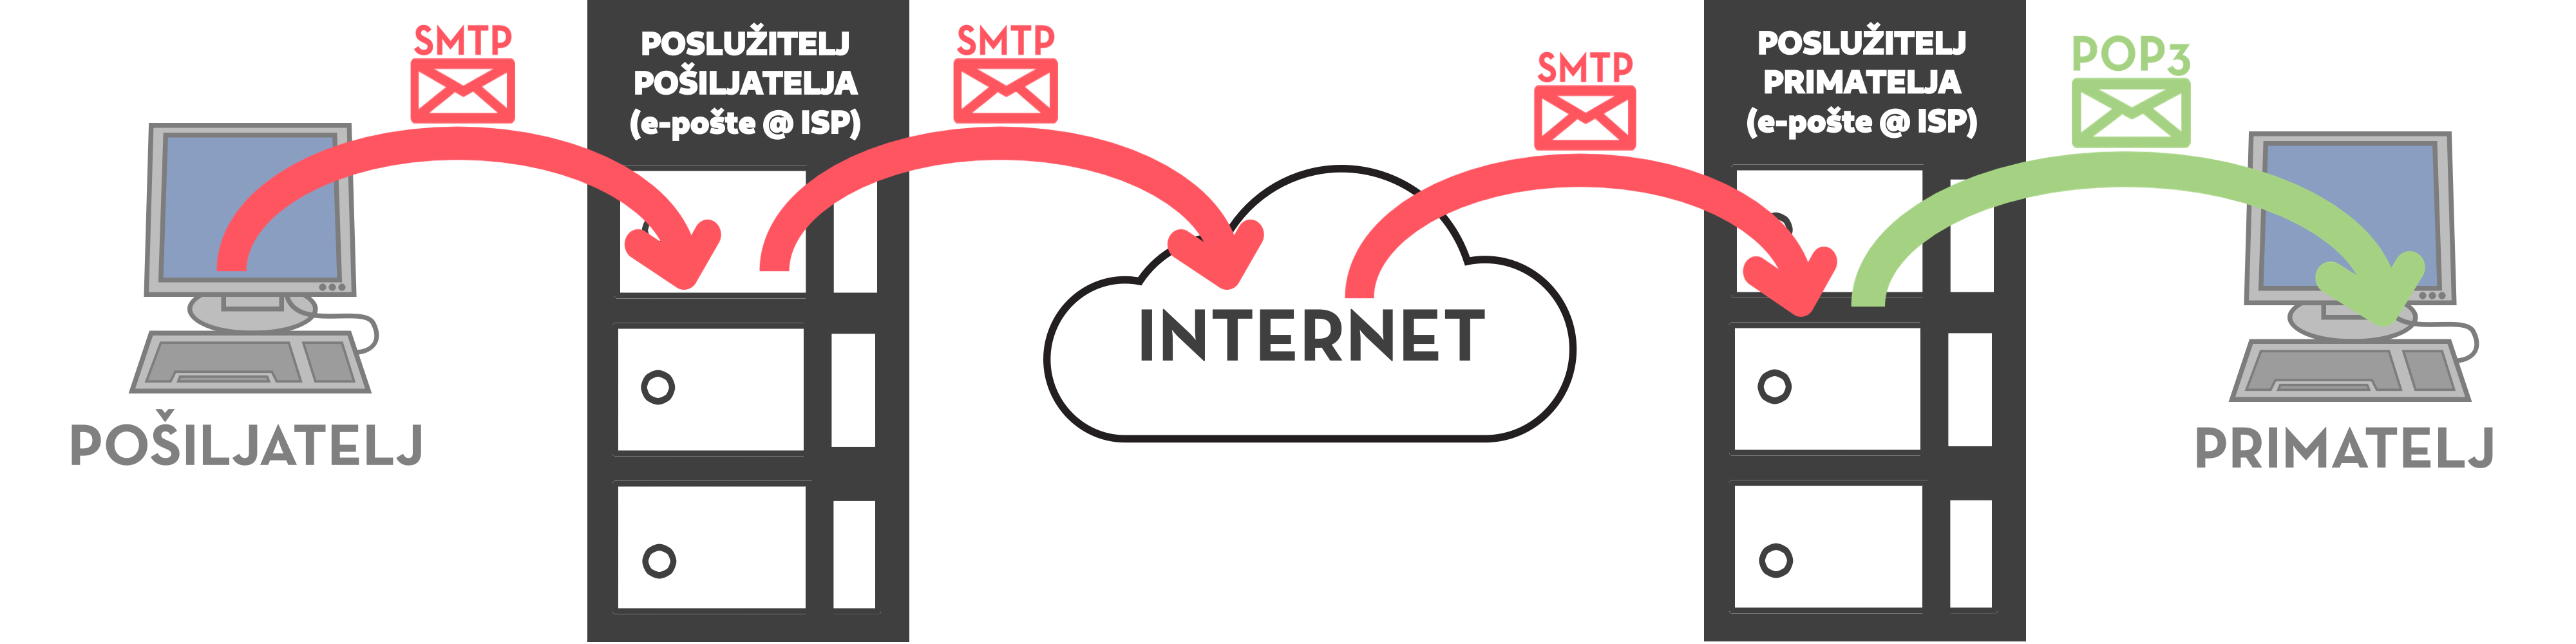 SMTP
POSLUŽITELJ
POŠILJATELJA
(e-pošte @ ISP)
SMTP
SMTP
POSLUŽITELJ
PRIMATELJA
(e-pošte @ ISP)
POP3
INTERNET
POŠILJATELJ
PRIMATELJ